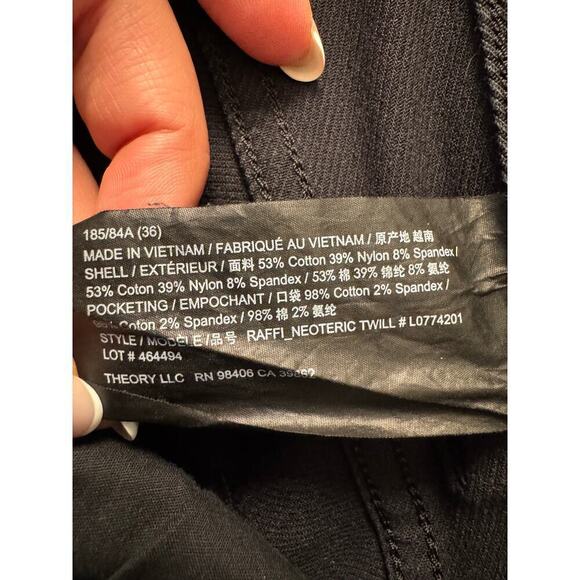 185/84A (36)
MADE IN VIETNAM / FABRIQUÉ AU VIETNAM / 原产地 越南
SHELL / EXTÉRIEUR / 面料 53% Cotton 39% Nylon 8% Spandex /
53% Coton 39% Nylon 8% Spandex / 53% 棉 39% 锦纶 8% 氨纶
POCKETING / EMPOCHANT / 口袋 98% Cotton 2% Spandex /
Coton 2% Spandex / 98% 棉 2% 氨纶
STYLE / MODÈLE / 品号 RAFFI_NEOTERIC TWILL # L0774201
LOT # 464494
THEORY LLC RN 98406 CA